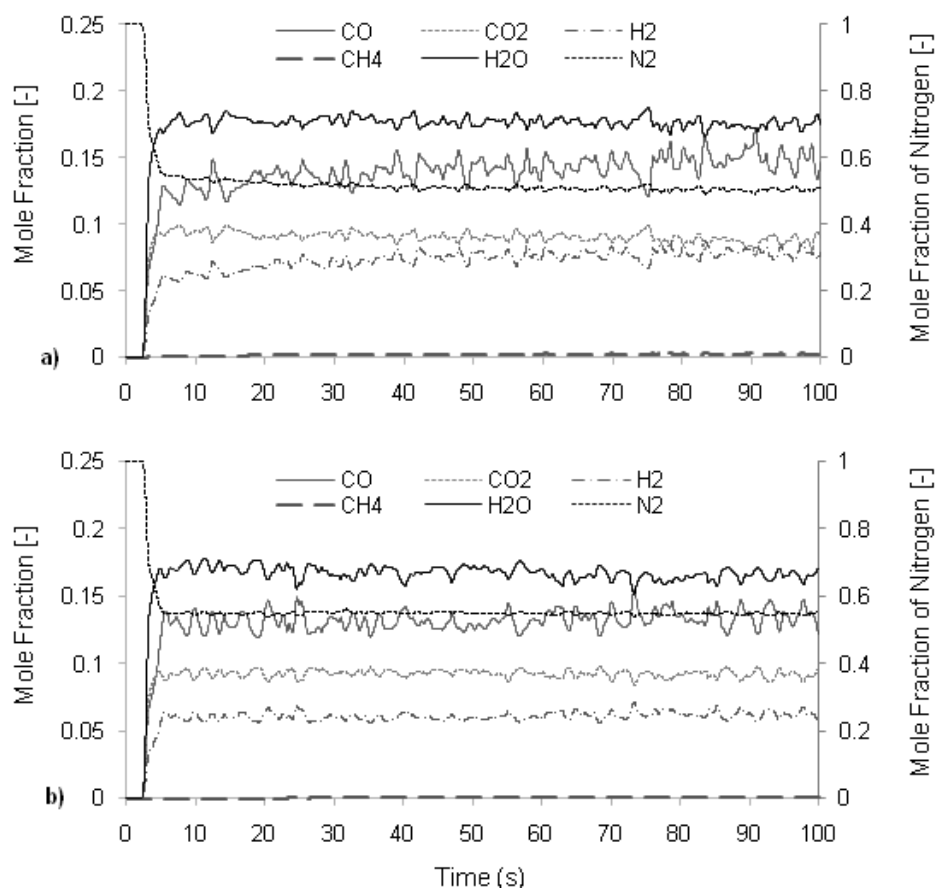 0.25
0.2
0.15
0.1
0.05
0
1
0.8
0.6
0.4
0.2
0
CO CO2 H2
CH4 H2O N2
Mole Fraction [-]
Mole Fraction of Nitrogen [-]
a)
0 10 20 30 40 50 60 70 80 90 100
0.25
0.2
0.15
0.1
0.05
0
1
0.8
0.6
0.4
0.2
0
CO CO2 H2
CH4 H2O N2
Mole Fraction [-]
Mole Fraction of Nitrogen [-]
b)
0 10 20 30 40 50 60 70 80 90 100
Time (s)